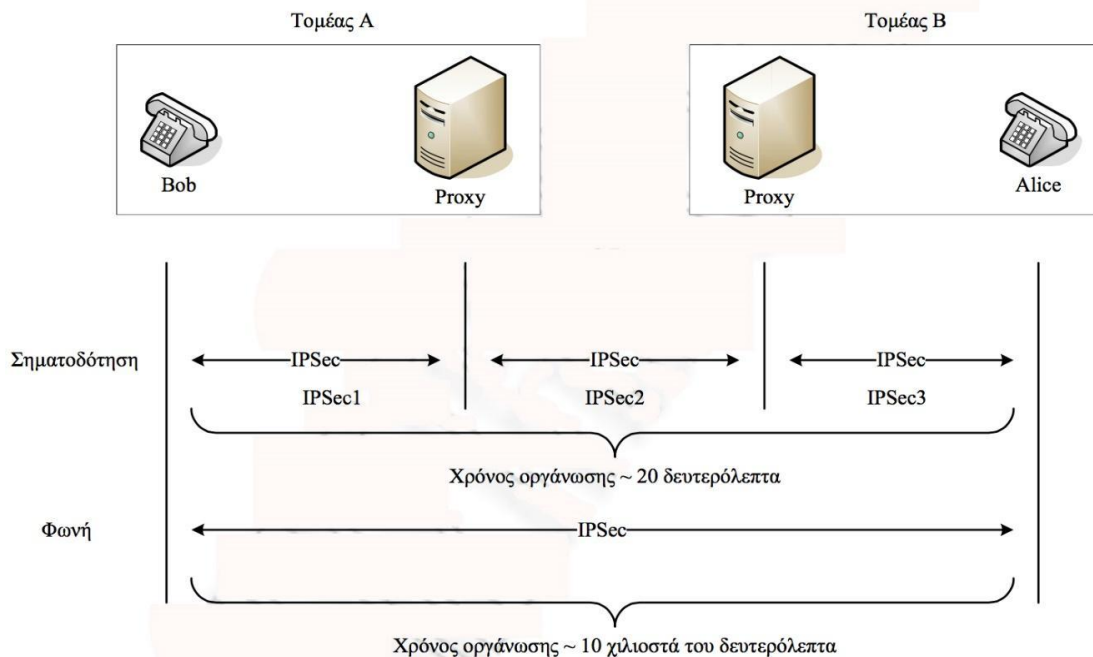 Τομέας Α Τομέας Β
Bob Proxy Proxy Alice
Σηματοδότηση IPSec IPSec IPSec
IPSec1 IPSec2 IPSec3
Χρόνος οργάνωσης ~ 20 δευτερόλεπτα
Φωνή IPSec
Χρόνος οργάνωσης ~ 10 χιλιοστά του δευτερόλεπτα